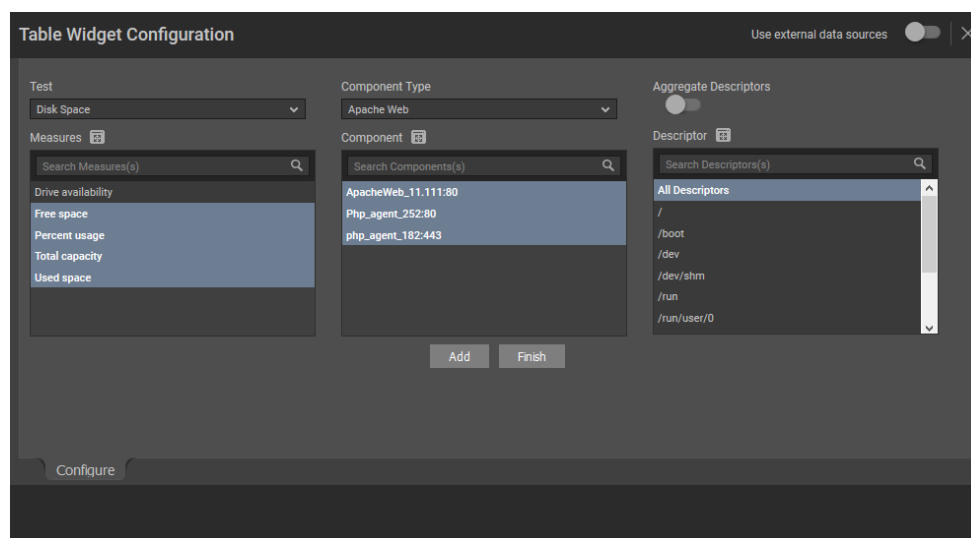 Table Widget Configuration
Use external data sources
Test
Disk Space
Component Type
Apache Web
Aggregate Descriptors
Measures
Search Measures(s)
Drive availability
Free space
Percent usage
Total capacity
Used space
Component
Search Components(s)
ApacheWeb_11.111:80
Php_agent_252:80
php_agent_182:443
Descriptor
Search Descriptors(s)
All Descriptors
/
/boot
/dev
/dev/shm
/run
/run/user/0
Add
Finish
Configure